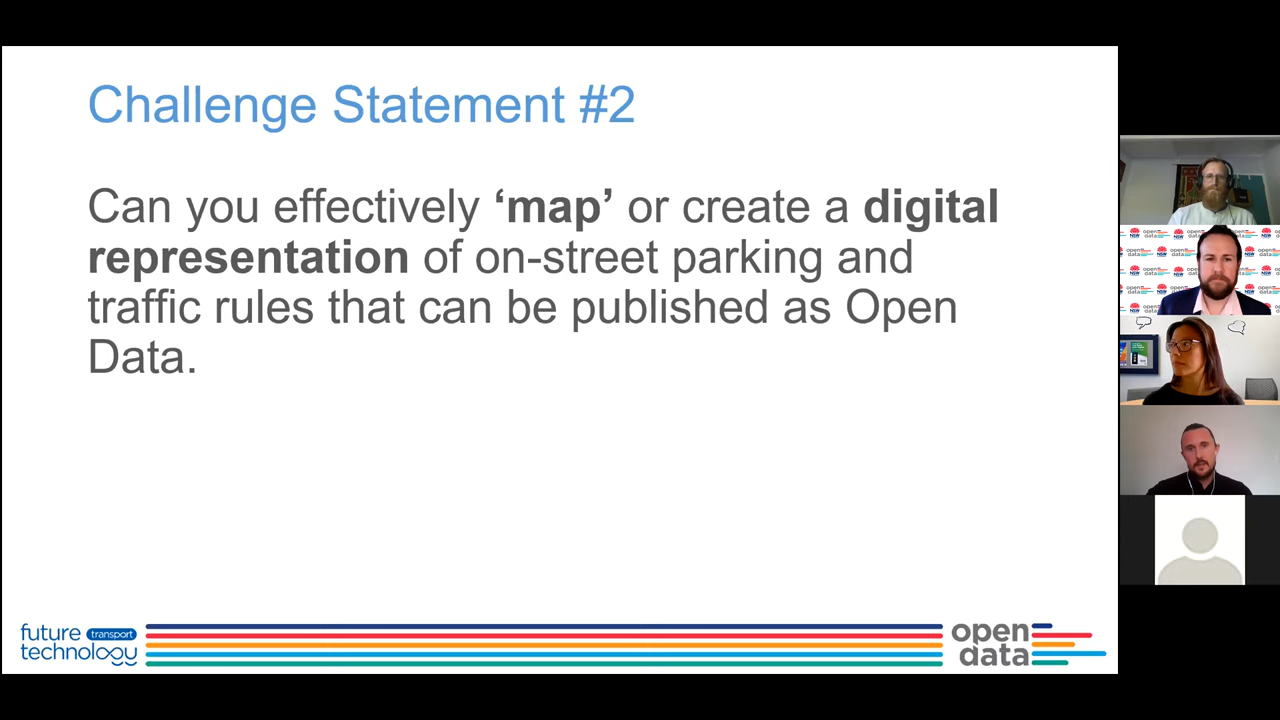 Challenge Statement #2
Can you effectively ‘map’ or create a digital
representation of on-street parking and
traffic rules that can be published as Open
Data.
future transport
technology
open
data